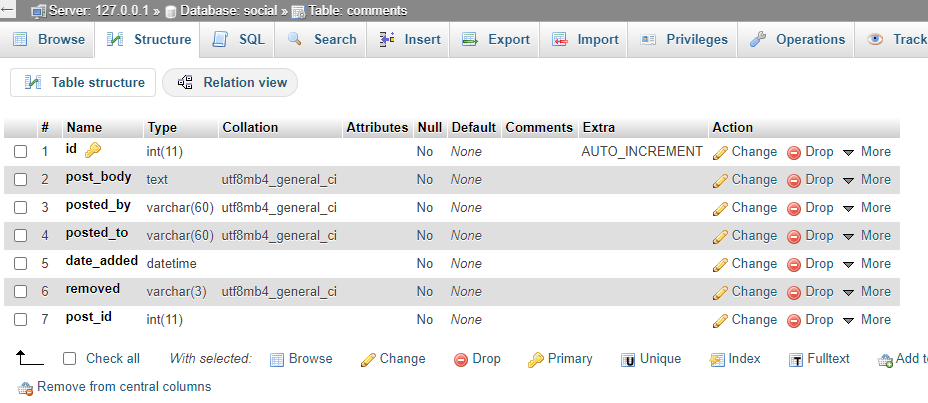 Server: 127.0.0.1 » Database: social » Table: comments
Browse Structure SQL Search Insert Export Import Privileges Operations Track
Table structure Relation view
# Name Type Collation Attributes Null Default Comments Extra Action
1 id int(11) No None AUTO_INCREMENT Change Drop More
2 post_body text utf8mb4_general_ci No None Change Drop More
3 posted_by varchar(60) utf8mb4_general_ci No None Change Drop More
4 posted_to varchar(60) utf8mb4_general_ci No None Change Drop More
5 date_added datetime No None Change Drop More
6 removed varchar(3) utf8mb4_general_ci No None Change Drop More
7 post_id int(11) No None Change Drop More
Check all With selected: Browse Change Drop Primary Unique Index Fulltext Add to
Remove from central columns